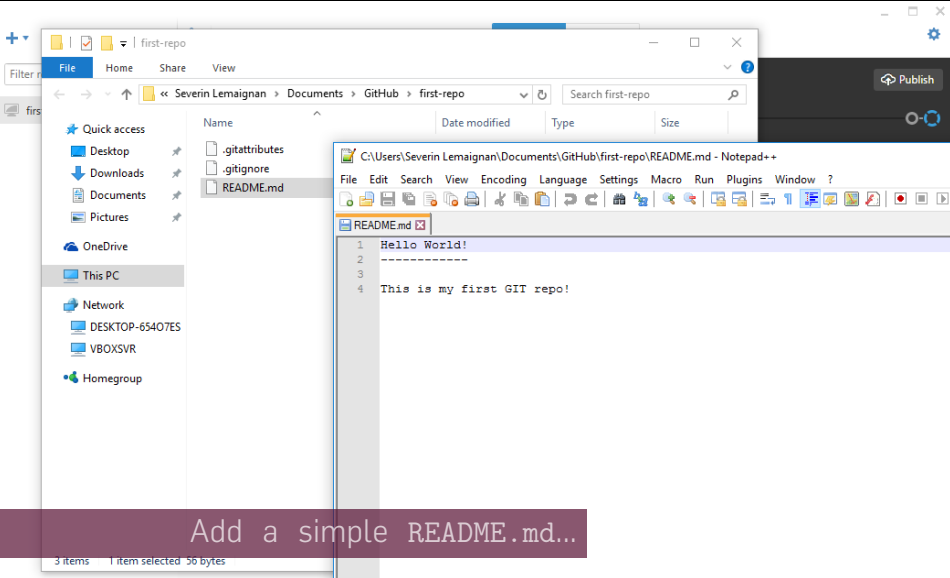 first-repo
File Home Share View
Filter r
Publish
« Severin Lemaignan > Documents > GitHub > first-repo
Search first-repo
firs
Name Date modified Type Size
Quick access
Desktop
Downloads
Documents
Pictures
OneDrive
This PC
Network
DESKTOP-654O7ES
VBOXSVR
Homegroup
.gitattributes
.gitignore
README.md
C:\Users\Severin Lemaignan\Documents\GitHub\first-repo\README.md - Notepad++
File Edit Search View Encoding Language Settings Macro Run Plugins Window ?
README.md
1 Hello World!
2 ------------
3
4 This is my first GIT repo!
Add a simple README.md...
3 items 1 item selected 56 bytes